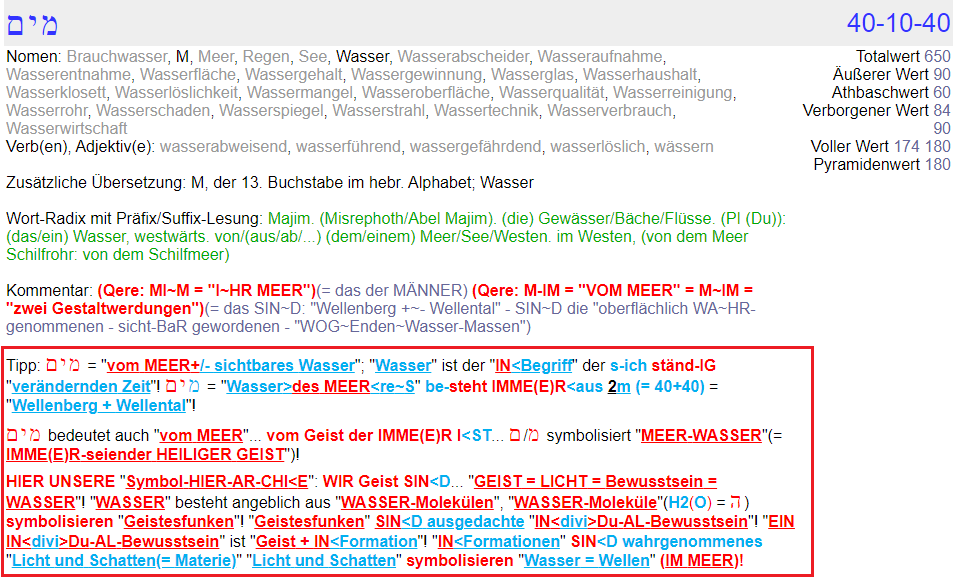 מים 40-10-40
Nomen: Brauchwasser, M, Meer, Regen, See, Wasser, Wasserabscheider, Wasseraufnahme, Totalwert 650
Wasserentnahme, Wasserfläche, Wassergehalt, Wassergewinnung, Wasserglas, Wasserhaushalt, Äußerer Wert 90
Wasserklosett, Wasserlöslichkeit, Wassermangel, Wasseroberfläche, Wasserqualität, Wasserreinigung, Athbaschwert 60
Wasserrohr, Wasserschaden, Wasserspiegel, Wasserstrahl, Wassertechnik, Wasserverbrauch, Verborgener Wert 84
Wasserwirtschaft 90
Verb(en), Adjektiv(e): wasserabweisend, wasserführend, wassergefährdend, wasserlöslich, wässern Voller Wert 174 180
Pyramidenwert 180
Zusätzliche Übersetzung: M, der 13. Buchstabe im hebr. Alphabet; Wasser
Wort-Radix mit Präfix/Suffix-Lesung: Majim. (Misrephoth/Abel Majim). (die) Gewässer/Bäche/Flüsse. (Pl (Du)):
(das/ein) Wasser, westwärts. von/(aus/ab/...) (dem/einem) Meer/See/Westen. im Westen, (von dem Meer
Schilfrohr: von dem Schilfmeer)
Kommentar: (Qere: MI~M = "I~HR MEER")(= das der MÄNNER) (Qere: M-IM = "VOM MEER" = M~IM =
"zwei Gestaltwerdungen")(= das SIN~D: "Wellenberg +~- Wellental" - SIN~D die "oberflächlich WA~HR-
genommenen - sicht-BaR gewordenen - "WOG~Enden~Wasser-Massen")
Tipp: מים = "vom MEER+/- sichtbares Wasser"; "Wasser" ist der "IN<Begriff" der s-ich ständ-IG
"verändernden Zeit"! מים = "Wasser>des MEER<re~S" be-steht IMME(E)R<aus 2m (= 40+40) =
"Wellenberg + Wellental"!
מים bedeutet auch "vom MEER"... vom Geist der IMME(E)R I<ST... מ/ם symbolisiert "MEER-WASSER"(=
IMME(E)R-seiender HEILIGER GEIST")!
HIER UNSERE "Symbol-HIER-AR-CHI<E": WIR Geist SIN<D... "GEIST = LICHT = Bewusstsein =
WASSER"! "WASSER" besteht angeblich aus "WASSER-Molekülen", "WASSER-Moleküle"(H2(O) = ה)
symbolisieren "Geistesfunken"! "Geistesfunken" SIN<D ausgedachte "IN<divi>Du-AL-Bewusstsein"! "EIN
IN<divi>Du-AL-Bewusstsein" ist "Geist + IN<Formation"! "IN<Formationen" SIN<D wahrgenommenes
"Licht und Schatten(= Materie)" "Licht und Schatten" symbolisieren "Wasser = Wellen" (IM MEER)!